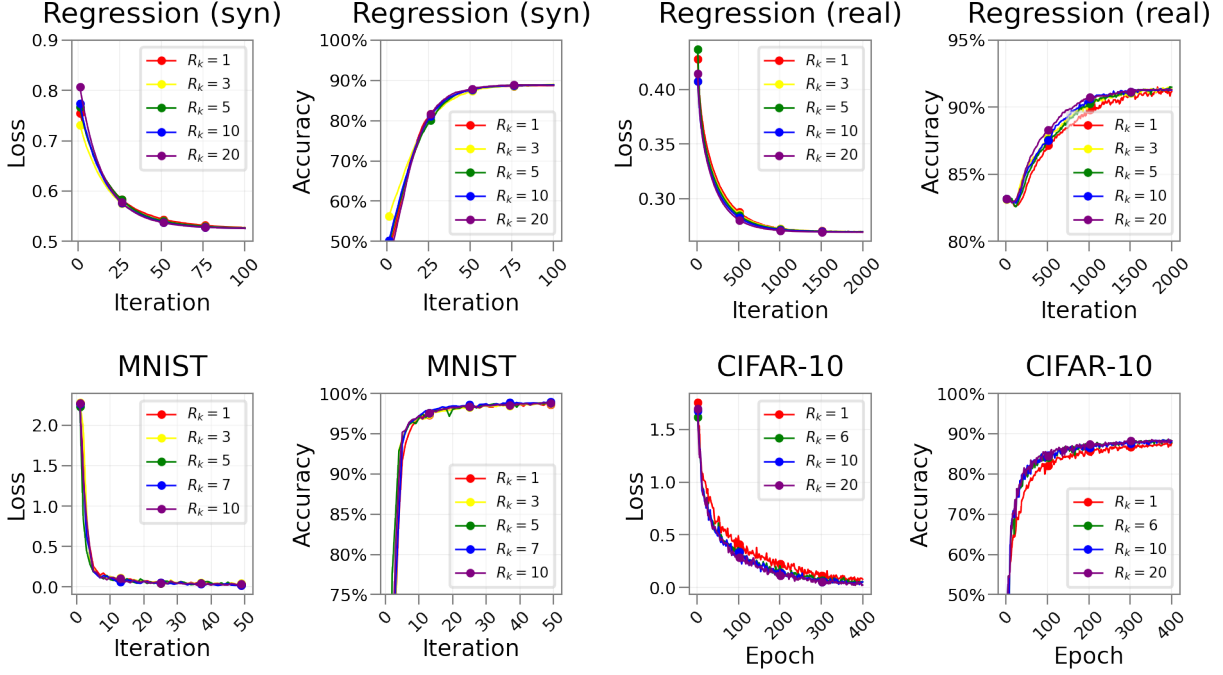 Regression (syn)
Loss
0.9
0.8
0.7
0.6
0.5
R_k = 1
R_k = 3
R_k = 5
R_k = 10
R_k = 20
0
25
50
75
100
Iteration
Regression (syn)
Accuracy
100%
90%
80%
70%
60%
50%
R_k = 1
R_k = 3
R_k = 5
R_k = 10
R_k = 20
0
25
50
75
100
Iteration
Regression (real)
Loss
0.40
0.35
0.30
R_k = 1
R_k = 3
R_k = 5
R_k = 10
R_k = 20
0
500
1000
1500
2000
Iteration
Regression (real)
Accuracy
95%
90%
85%
80%
R_k = 1
R_k = 3
R_k = 5
R_k = 10
R_k = 20
0
500
1000
1500
2000
Iteration
MNIST
Loss
2.0
1.5
1.0
0.5
0.0
R_k = 1
R_k = 3
R_k = 5
R_k = 7
R_k = 10
0
10
20
30
40
50
Iteration
MNIST
Accuracy
100%
95%
90%
85%
80%
75%
R_k = 1
R_k = 3
R_k = 5
R_k = 7
R_k = 10
0
10
20
30
40
50
Iteration
CIFAR-10
Loss
1.5
1.0
0.5
0.0
R_k = 1
R_k = 6
R_k = 10
R_k = 20
0
100
200
300
400
Epoch
CIFAR-10
Accuracy
100%
90%
80%
70%
60%
50%
R_k = 1
R_k = 6
R_k = 10
R_k = 20
0
100
200
300
400
Epoch